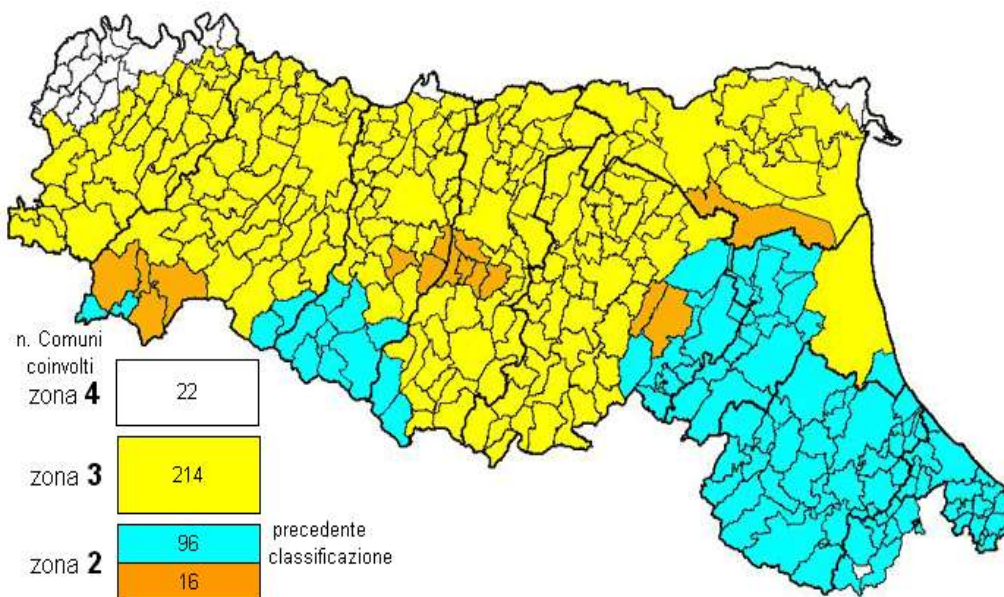 n. Comuni
coinvolti
zona 4
22
zona 3
214
zona 2
96
16
precedente
classificazione